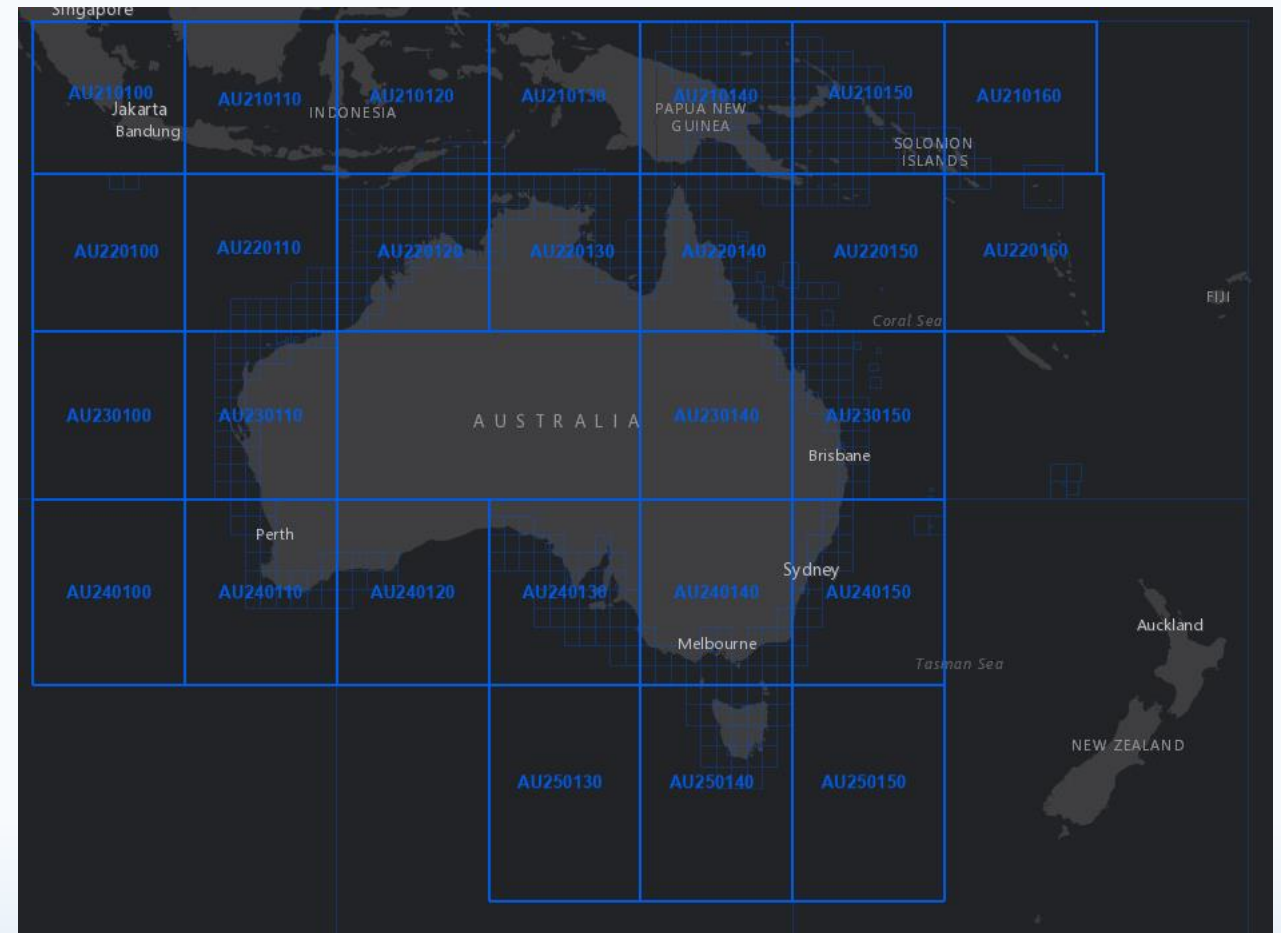 Singapore
AU210100
AU210110
AU210120
AU210130
AU210140
AU210150
AU210160
Jakarta
Bandung
INDONESIA
PAPUA NEW
GUINEA
SOLOMON
ISLANDS
AU220100
AU220110
AU220120
AU220130
AU220140
AU220150
AU220160
FIJI
Coral Sea
AU230100
AU230110
AUSTRALIA
AU230140
AU230150
Brisbane
Perth
Sydney
AU240100
AU240110
AU240120
AU240130
AU240140
AU240150
Auckland
Melbourne
Tasman Sea
NEW ZEALAND
AU250130
AU250140
AU250150